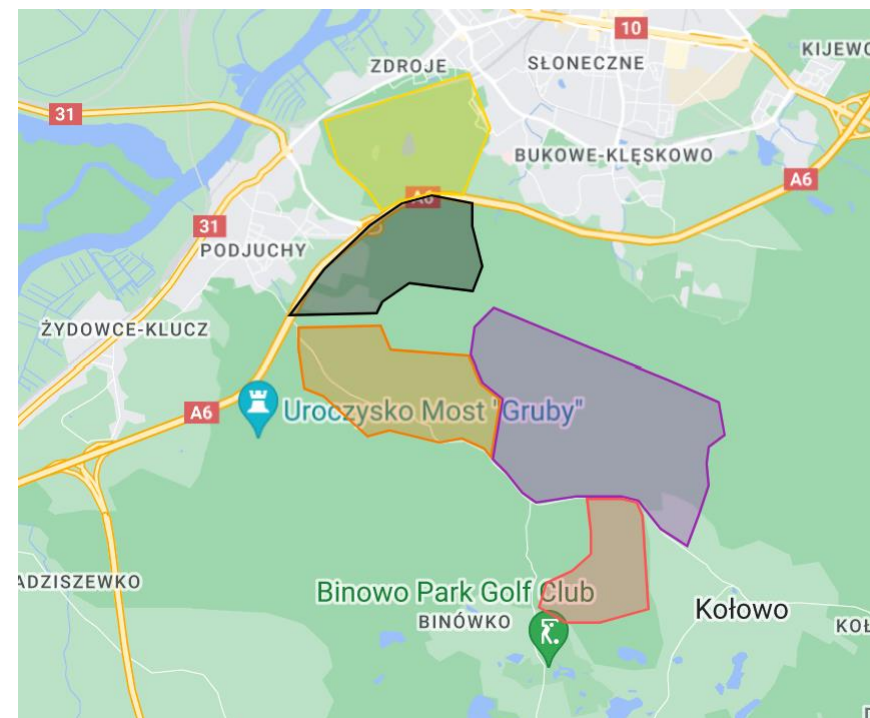 10
KIJEWO
ZDROJE
SŁONECZNE
31
BUKOWE-KLĘSKOWO
A6
A6
31
PODJUCHY
ŻYDOWCE-KLUCZ
A6
Uroczysko Most "Gruby"
ADZISZEWKO
Binowo Park Golf Club
BINÓWKO
Kołowo
KOŁ